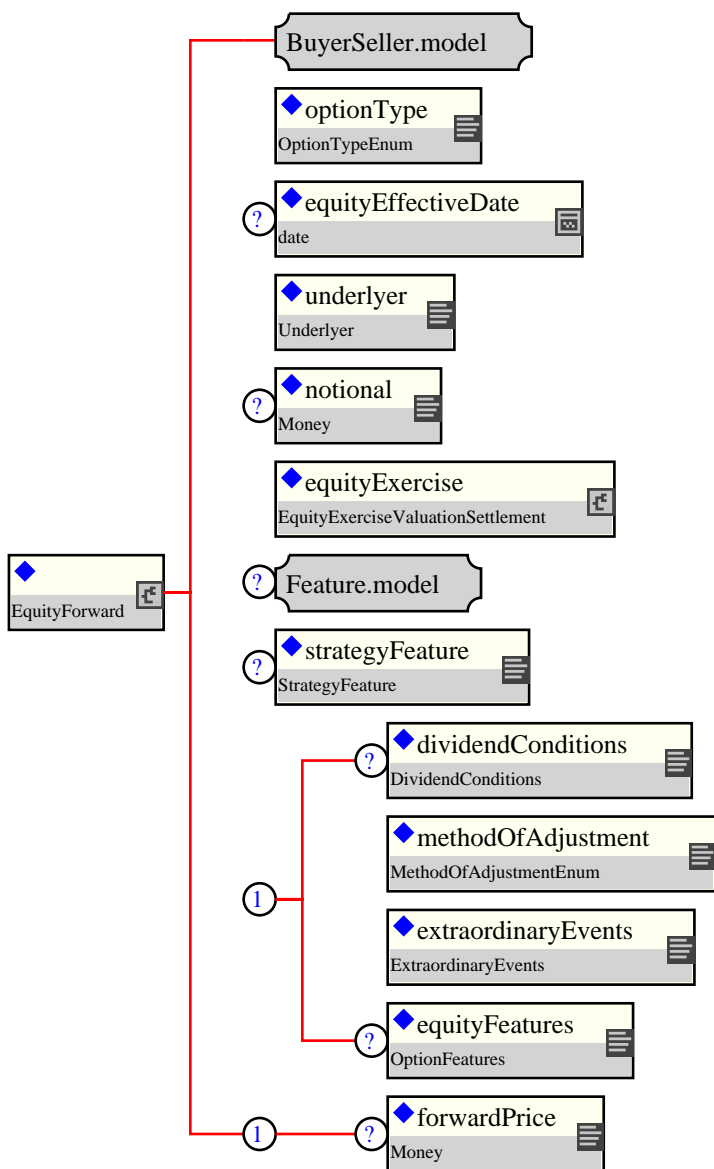 BuyerSeller.model
optionType
OptionTypeEnum
?
equityEffectiveDate
date
underlyer
Underlyer
?
notional
Money
equityExercise
EquityExerciseValuationSettlement
EquityForward
?
Feature.model
?
strategyFeature
StrategyFeature
?
dividendConditions
DividendConditions
methodOfAdjustment
MethodOfAdjustmentEnum
1
extraordinaryEvents
ExtraordinaryEvents
?
equityFeatures
OptionFeatures
1
?
forwardPrice
Money